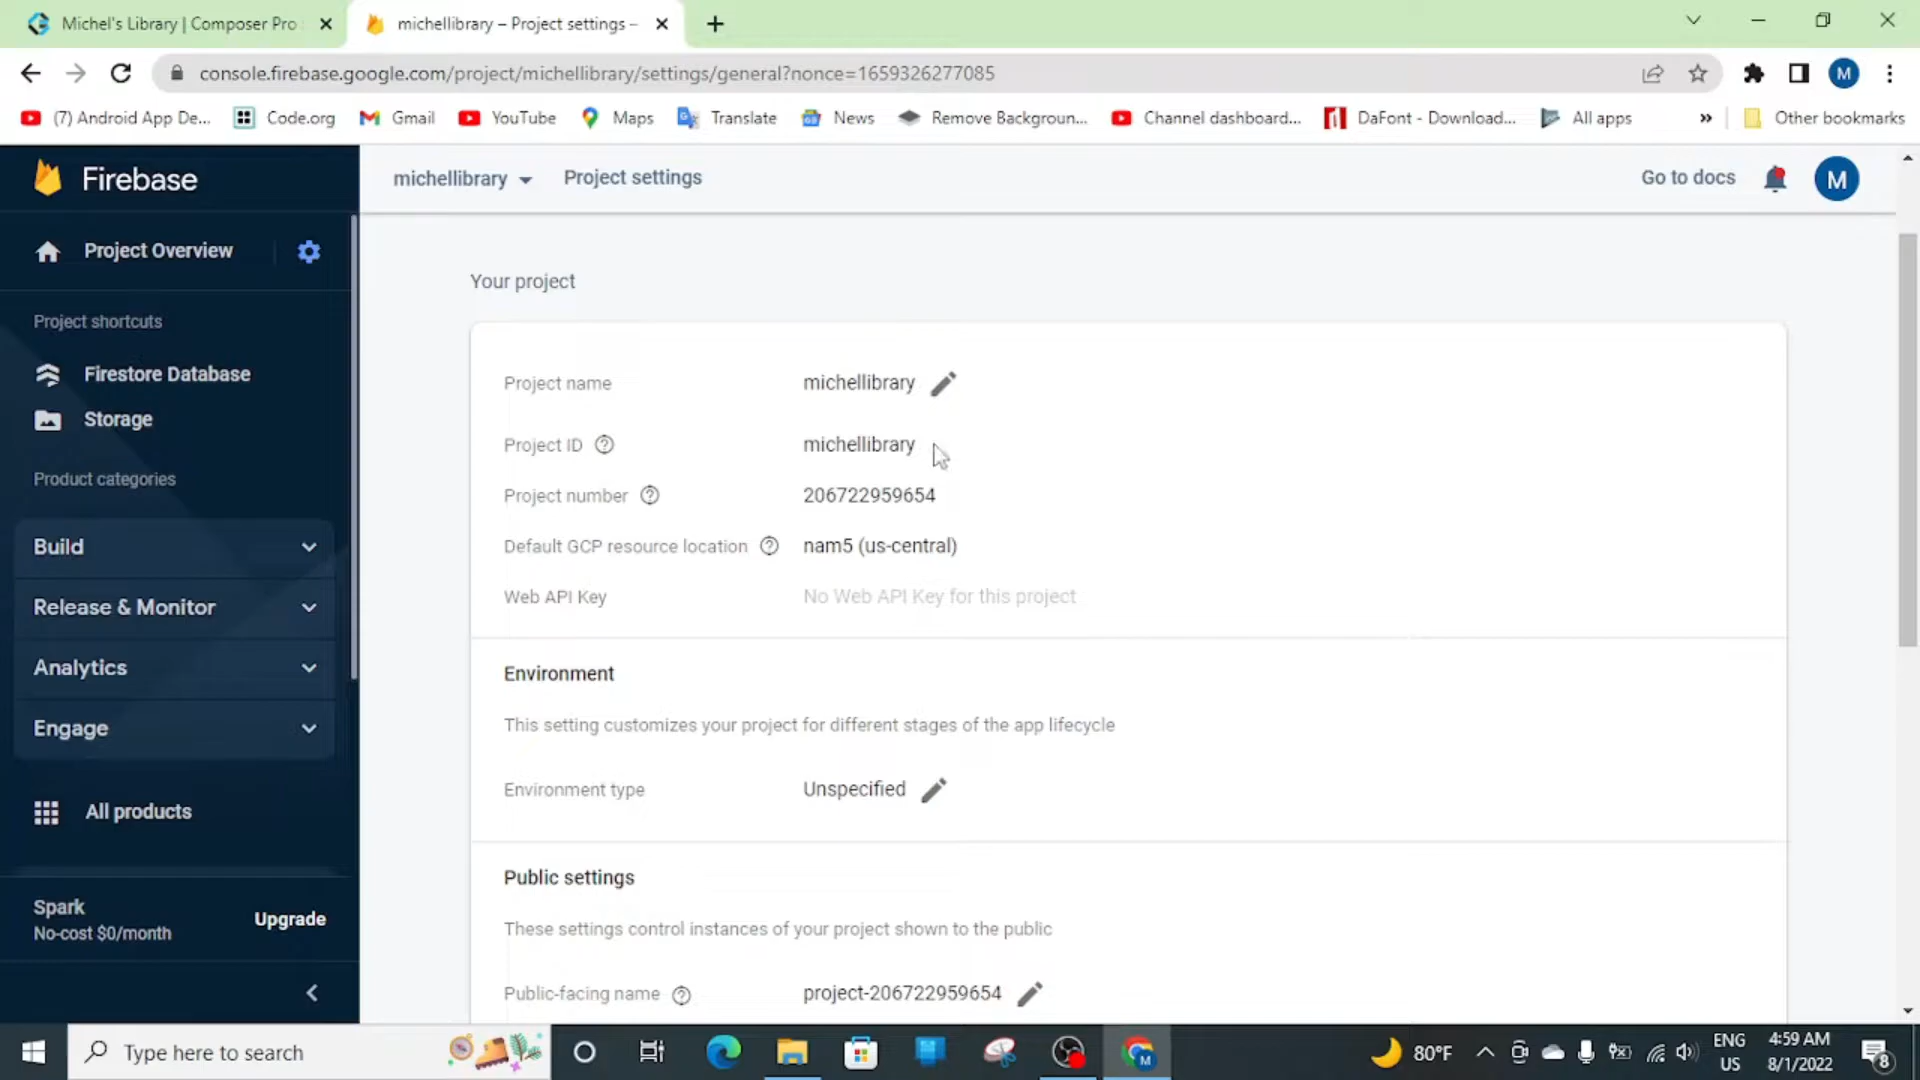 Michel's Library | Composer Pro
michellibrary – Project settings –
console.firebase.google.com/project/michellibrary/settings/general?nonce=1659326277085
M
(7) Android App De...
Code.org
Gmail
YouTube
Maps
Translate
News
Remove Backgroun...
Channel dashboard...
DaFont - Download...
All apps
»
Other bookmarks
Firebase
michellibrary
Project settings
Go to docs
M
Project Overview
Project shortcuts
Firestore Database
Storage
Product categories
Build
Release & Monitor
Analytics
Engage
All products
Spark
No-cost $0/month
Upgrade
Your project
Project name michellibrary
Project ID michellibrary
Project number 206722959654
Default GCP resource location nam5 (us-central)
Web API Key No Web API Key for this project
Environment
This setting customizes your project for different stages of the app lifecycle
Environment type Unspecified
Public settings
These settings control instances of your project shown to the public
Public-facing name project-206722959654
Type here to search
M
80°F
ENG
US
4:59 AM
8/1/2022
8